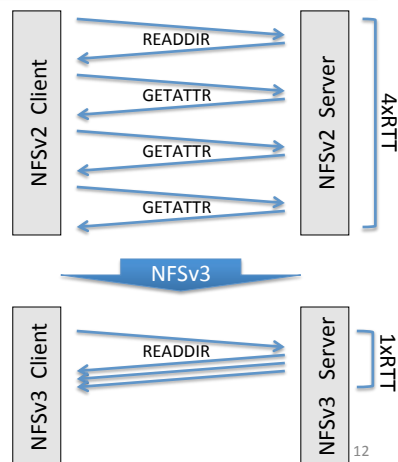 NFSv2 Client
READDIR
GETATTR
GETATTR
GETATTR
NFSv2 Server
4xRTT
NFSv3
NFSv3 Client
READDIR
NFSv3 Server
1xRTT
12